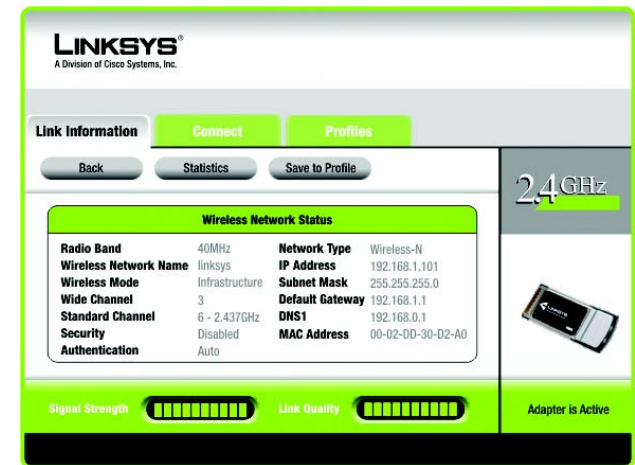 LINKSYS®
A Division of Cisco Systems, Inc.
Link Information Connect Profiles
Back Statistics Save to Profile
2.4GHz
Wireless Network Status
Radio Band 40MHz Network Type Wireless-N
Wireless Network Name linksys IP Address 192.168.1.101
Wireless Mode Infrastructure Subnet Mask 255.255.255.0
Wide Channel 3 Default Gateway 192.168.1.1
Standard Channel 6 - 2.437GHz DNS1 192.168.0.1
Security Disabled MAC Address 00-02-DD-30-D2-A0
Authentication Auto
LINKSYS
Signal Strength Link Quality Adapter is Active